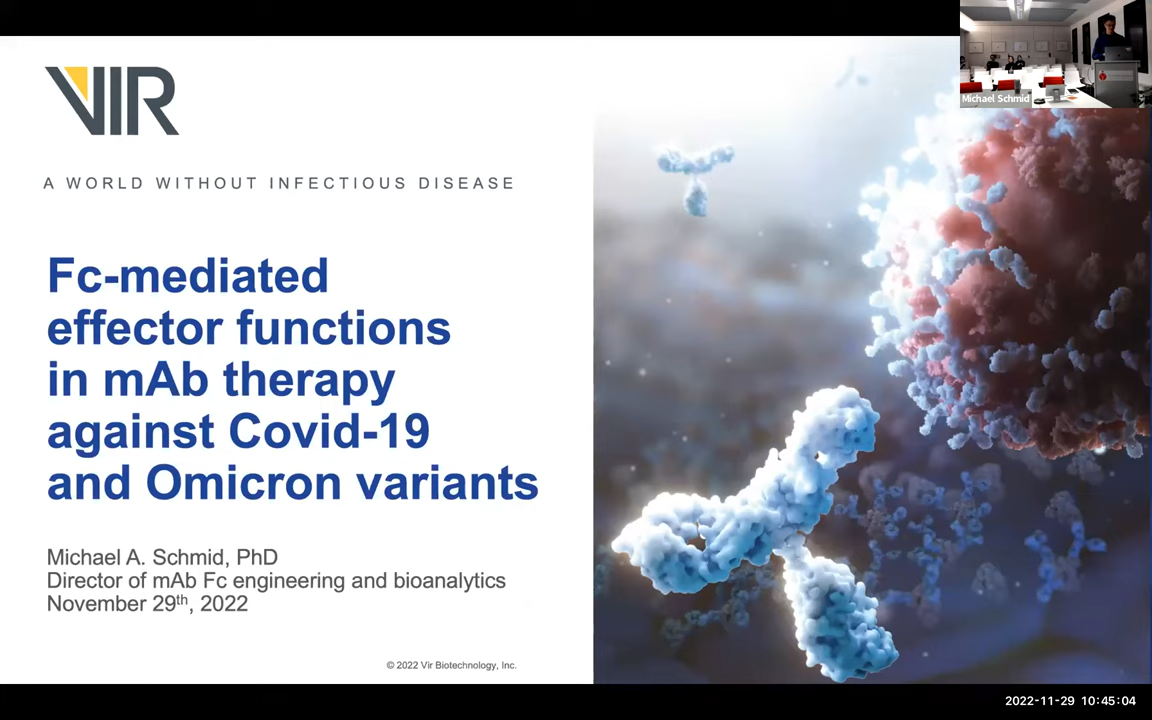 VIR
A WORLD WITHOUT INFECTIOUS DISEASE
Fc-mediated
effector functions
in mAb therapy
against Covid-19
and Omicron variants
Michael A. Schmid, PhD
Director of mAb Fc engineering and bioanalytics
November 29th, 2022
© 2022 Vir Biotechnology, Inc.
Michael Schmid
2022-11-29 10:45:04